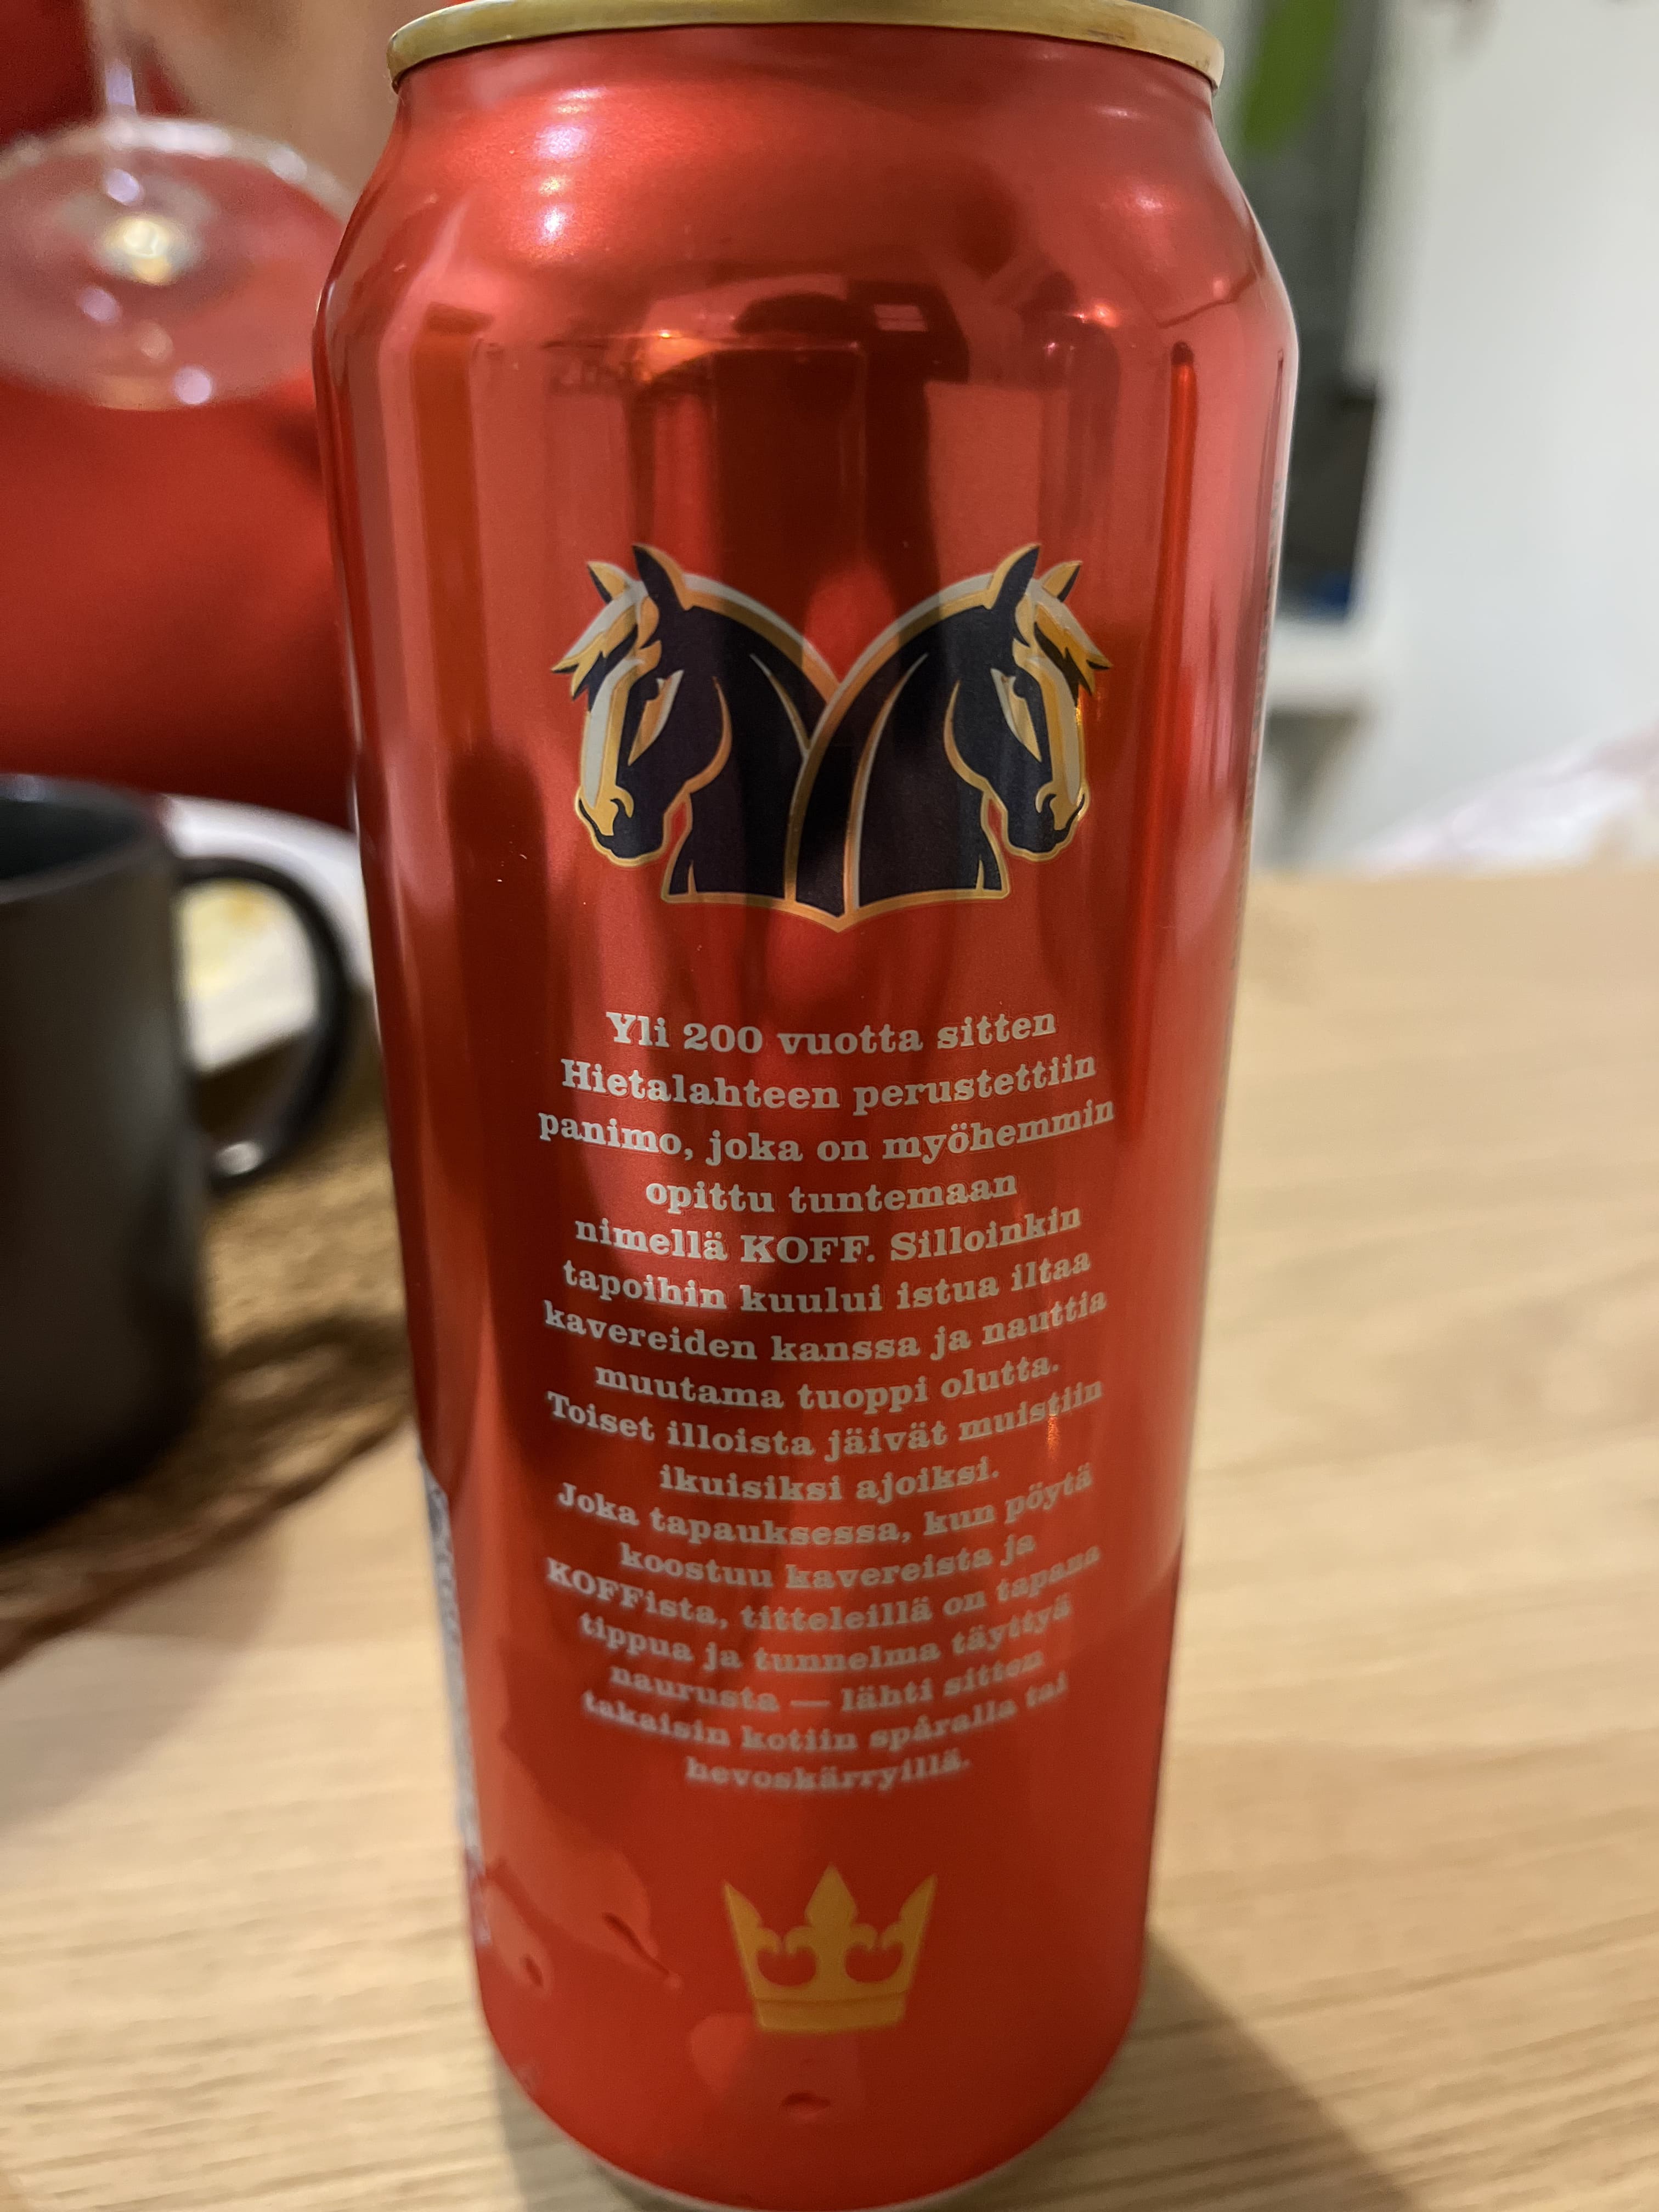 Yli 200 vuotta sitten
Hietalahteen perustettiin
panimo, joka on myöhemmin
opittu tuntemaan
nimellä KOFF. Silloinkin
tapoihin kuului istua iltaa
kavereiden kanssa ja nauttia
muutama tuoppi olutta.
Toiset illoista jäivät muistiin
ikuisiksi ajoiksi.
Joka tapauksessa, kun pöytä
koostuu kavereista ja
KOFFista, titteleillä on tapana
tippua ja tunnelma täyttyä
naurusta — lähti sitten
takaisin kotiin spåralla tai
hevoskärryillä.